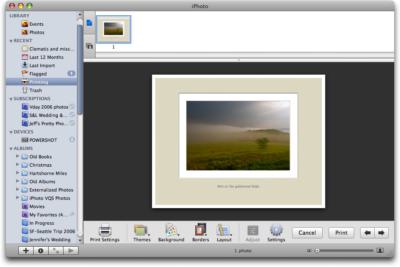 iPhoto
LIBRARY
Events
Photos
RECENT
Clematis and misc...
Last 12 Months
Last Import
Flagged
Printing
Trash
SUBSCRIPTIONS
Vday 2006 photos
S&L Wedding &...
Jeff's Pretty Pho...
DEVICES
POWERSHOT
ALBUMS
Old Books
Christmas
Hartshorne Miles
Old Albums
Externalized Photos
iPhoto VQS Photos
Movies
My Favorites (4...
In Progress
SF-Seattle Trip 2006
Jennifer's Wedding
1
Print Settings
Themes
Background
Borders
Layout
Adjust
Settings
Cancel
Print
1 photo